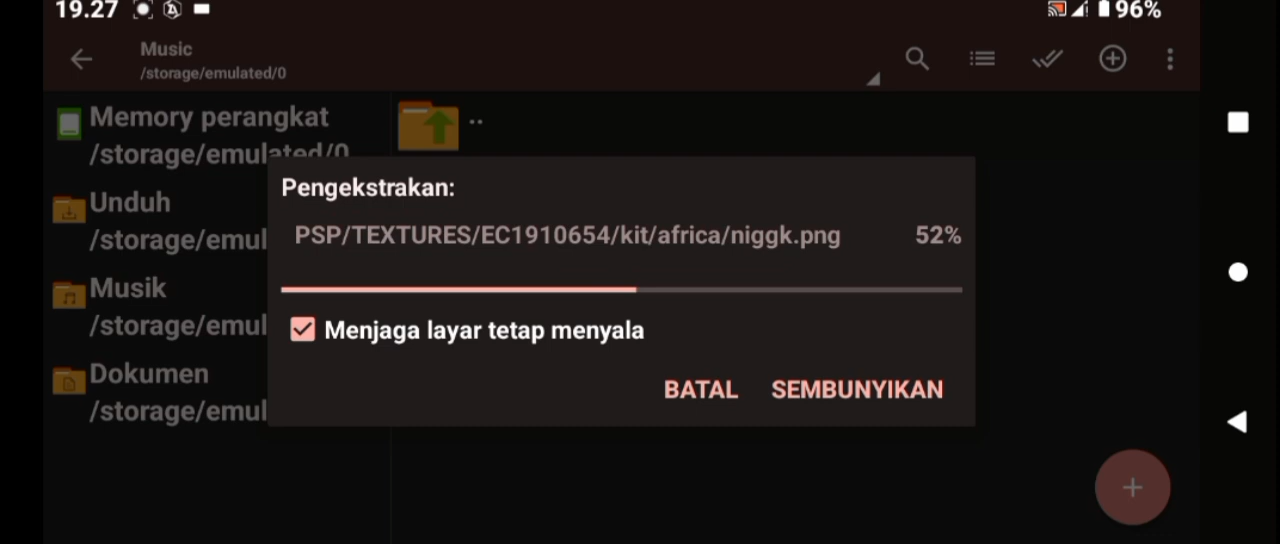 19.27
96%
Music
/storage/emulated/0
Memory perangkat
/storage/emulated/0
..
Unduh
/storage/emul
Musik
/storage/emul
Dokumen
/storage/emul
Pengekstrakan:
PSP/TEXTURES/EC1910654/kit/africa/niggk.png 52%
Menjaga layar tetap menyala
BATAL SEMBUNYIKAN